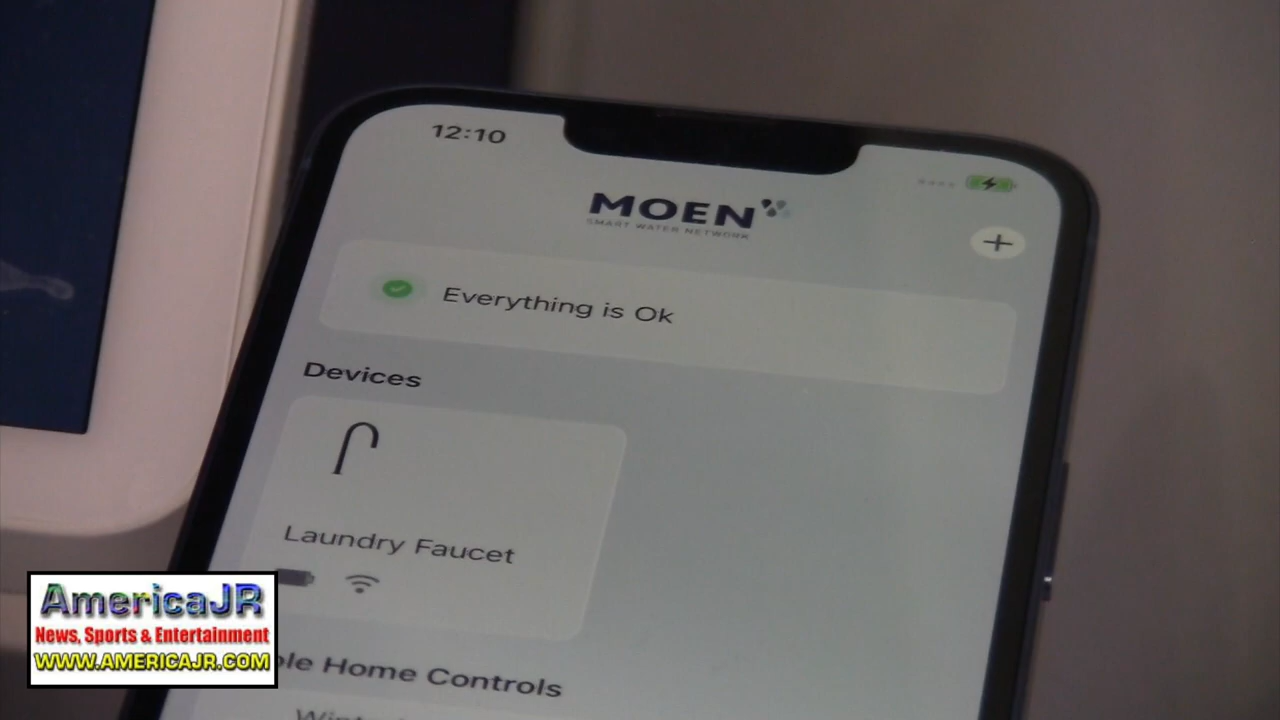 12:10
MOEN
SMART WATER NETWORK
+
Everything is Ok
Devices
Laundry Faucet
ole Home Controls
AmericaJR
News, Sports & Entertainment
WWW.AMERICAJR.COM